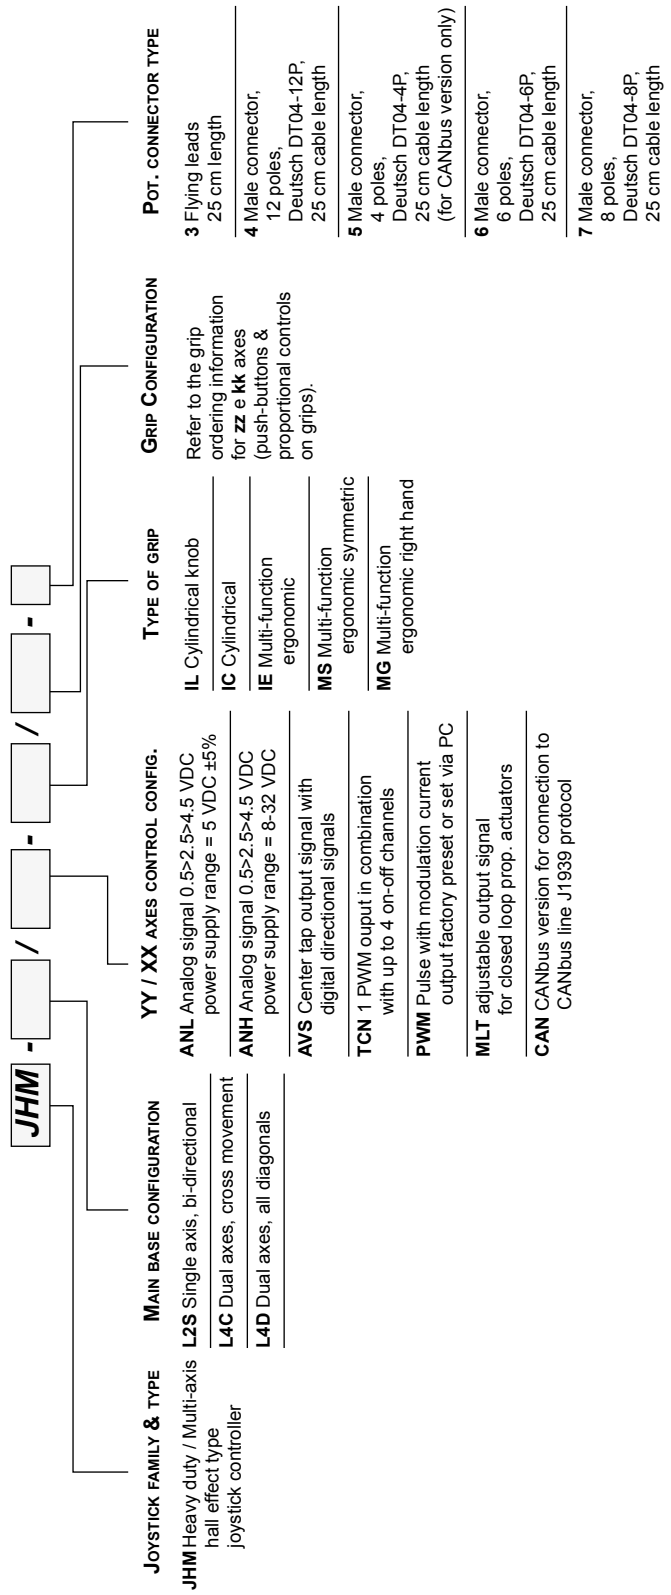 JHM - / - / -
JOYSTICK FAMILY & TYPE
JHM Heavy duty / Multi-axis
hall effect type
joystick controller
MAIN BASE CONFIGURATION
L2S Single axis, bi-directional
L4C Dual axes, cross movement
L4D Dual axes, all diagonals
YY / XX AXES CONTROL CONFIG.
ANL Analog signal 0.5>2.5>4.5 VDC
power supply range = 5 VDC ±5%
ANH Analog signal 0.5>2.5>4.5 VDC
power supply range = 8-32 VDC
AVS Center tap output signal with
digital directional signals
TCN 1 PWM ouput in combination
with up to 4 on-off channels
PWM Pulse with modulation current
output factory preset or set via PC
MLT adjustable output signal
for closed loop prop. actuators
CAN CANbus version for connection to
CANbus line J1939 protocol
TYPE OF GRIP
IL Cylindrical knob
IC Cylindrical
IE Multi-function
ergonomic
MS Multi-function
ergonomic symmetric
MG Multi-function
ergonomic right hand
GRIP CONFIGURATION
Refer to the grip
ordering information
for zz e kk axes
(push-buttons &
proportional controls
on grips).
POT. CONNECTOR TYPE
3 Flying leads
25 cm length
4 Male connector,
12 poles,
Deutsch DT04-12P,
25 cm cable length
5 Male connector,
4 poles,
Deutsch DT04-4P,
25 cm cable length
(for CANbus version only)
6 Male connector,
6 poles,
Deutsch DT04-6P,
25 cm cable length
7 Male connector,
8 poles,
Deutsch DT04-8P,
25 cm cable length